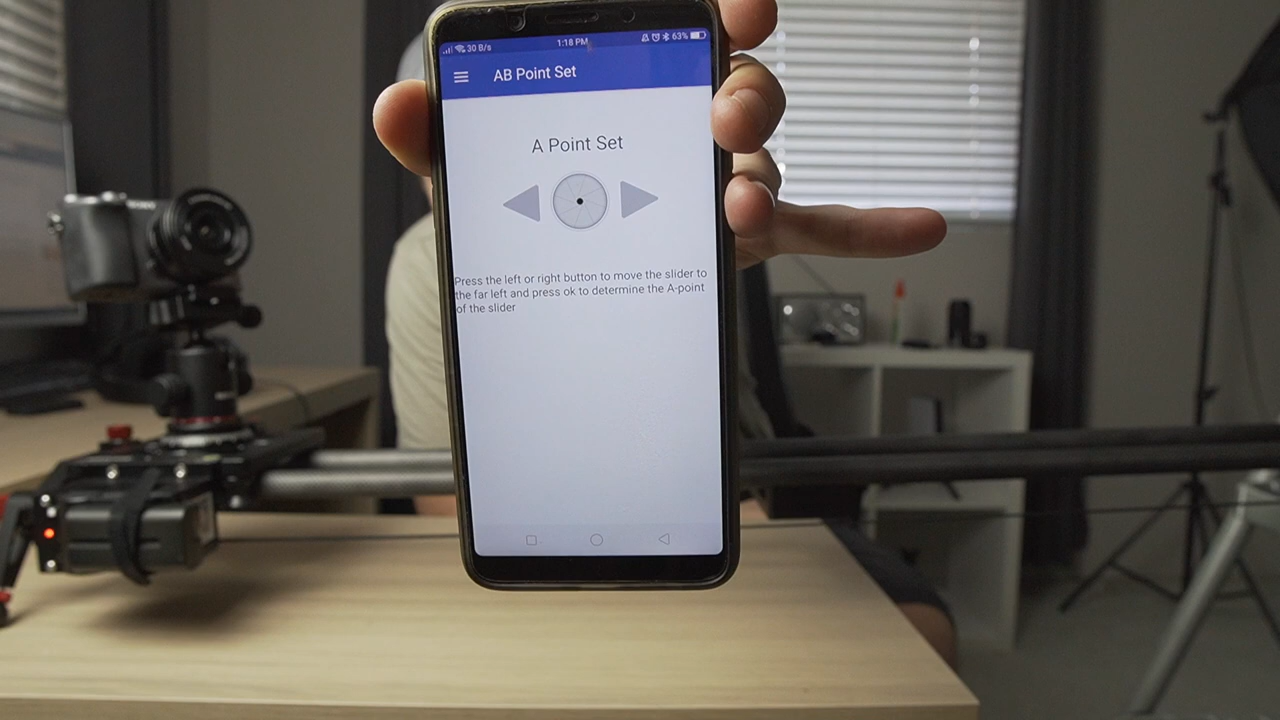 30 B/s 1:18 PM 63%
AB Point Set
A Point Set
Press the left or right button to move the slider to
the far left and press ok to determine the A-point
of the slider